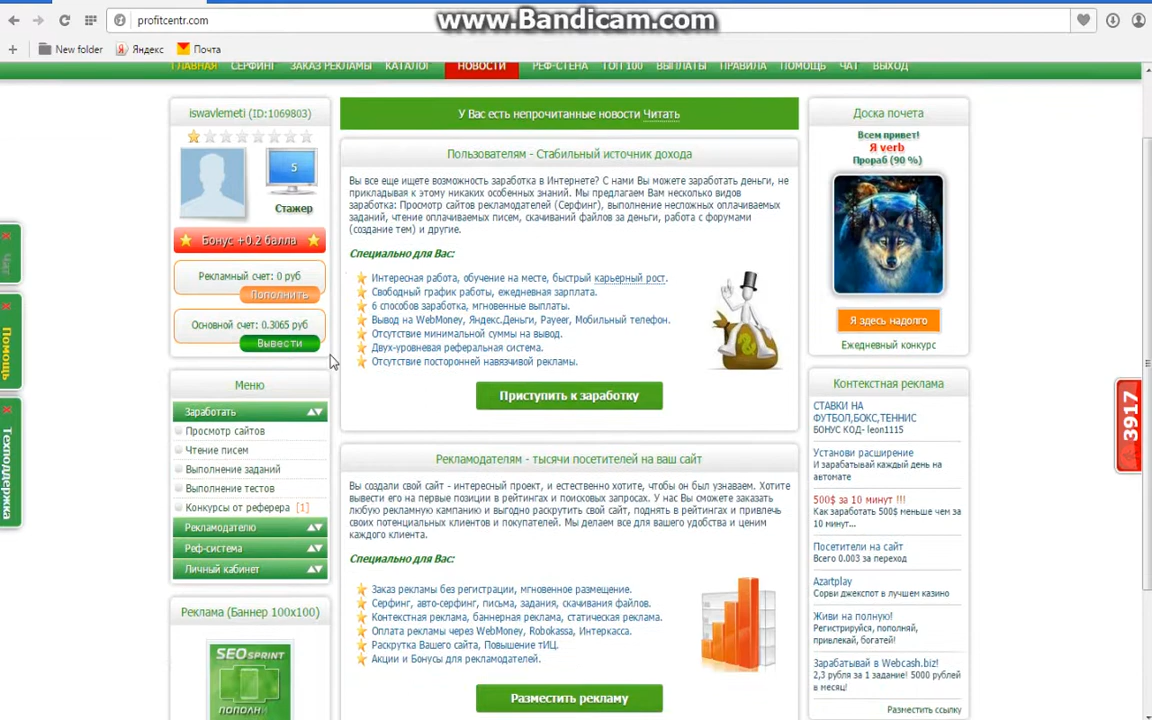 profitcentr.com
www.Bandicam.com
New folder
Яндекс
Почта
ГЛАВНАЯ СЕРФИНГ ЗАКАЗ РЕКЛАМЫ КАТАЛОГ НОВОСТИ РЕФ-СТЕНА ТОП 100 ВЫПЛАТЫ ПРАВИЛА ПОМОЩЬ ЧАТ ВЫХОД
iswavlemeti (ID:1069803)
5
Стажер
Бонус +0.2 балла
Рекламный счет: 0 руб
Пополнить
Основной счет: 0.3065 руб
Вывести
Меню
Заработать
Просмотр сайтов
Чтение писем
Выполнение заданий
Выполнение тестов
Конкурсы от реферера [1]
Рекламодателю
Реф-система
Личный кабинет
Реклама (Баннер 100x100)
SEO SPRINT
ПОПОЛНИ
Чат
Помощь
Техподдержка
У Вас есть непрочитанные новости Читать
Пользователям - Стабильный источник дохода
Вы все еще ищете возможность заработка в Интернете? С нами Вы можете заработать деньги, не
прикладывая к этому никаких особенных знаний. Мы предлагаем Вам несколько видов
заработка: Просмотр сайтов рекламодателей (Серфинг), выполнение несложных оплачиваемых
заданий, чтение оплачиваемых писем, скачиваний файлов за деньги, работа с форумами
(создание тем) и другие.
Специально для Вас:
Интересная работа, обучение на месте, быстрый карьерный рост.
Свободный график работы, ежедневная зарплата.
6 способов заработка, мгновенные выплаты.
Вывод на WebMoney, Яндекс.Деньги, Payeer, Мобильный телефон.
Отсутствие минимальной суммы на вывод.
Двух-уровневая реферальная система.
Отсутствие посторонней навязчивой рекламы.
Приступить к заработку
Рекламодателям - тысячи посетителей на ваш сайт
Вы создали свой сайт - интересный проект, и естественно хотите, чтобы он был узнаваем. Хотите
вывести его на первые позиции в рейтингах и поисковых запросах. У нас Вы сможете заказать
любую рекламную кампанию и выгодно раскрутить свой сайт, поднять в рейтингах и привлечь
своих потенциальных клиентов и покупателей. Мы делаем все для вашего удобства и ценим
каждого клиента.
Специально для Вас:
Заказ рекламы без регистрации, мгновенное размещение.
Серфинг, авто-серфинг, письма, задания, скачивания файлов.
Контекстная реклама, баннерная реклама, статическая реклама.
Оплата рекламы через WebMoney, Robokassa, Интеркасса.
Раскрутка Вашего сайта, Повышение тИЦ.
Акции и Бонусы для рекламодателей.
Разместить рекламу
Доска почета
Всем привет!
Я verb
Прораб (90 %)
Я здесь надолго
Ежедневный конкурс
Контекстная реклама
СТАВКИ НА
ФУТБОЛ,БОКС,ТЕННИС
БОНУС КОД- leon1115
Установи расширение
И зарабатывай каждый день на
автомате
500$ за 10 минут !!!
Как заработать 500$ меньше чем за
10 минут...
Посетители на сайт
Всего 0.003 за переход
Azartplay
Сорви джекспот в лучшем казино
Живи на полную!
Регистрируйся, пополняй,
привлекай, богатей!
Зарабатывай в Webcash.biz!
2,3 рубля за 1 задание! 5000 рублей
в месяц!
Разместить ссылку
3917